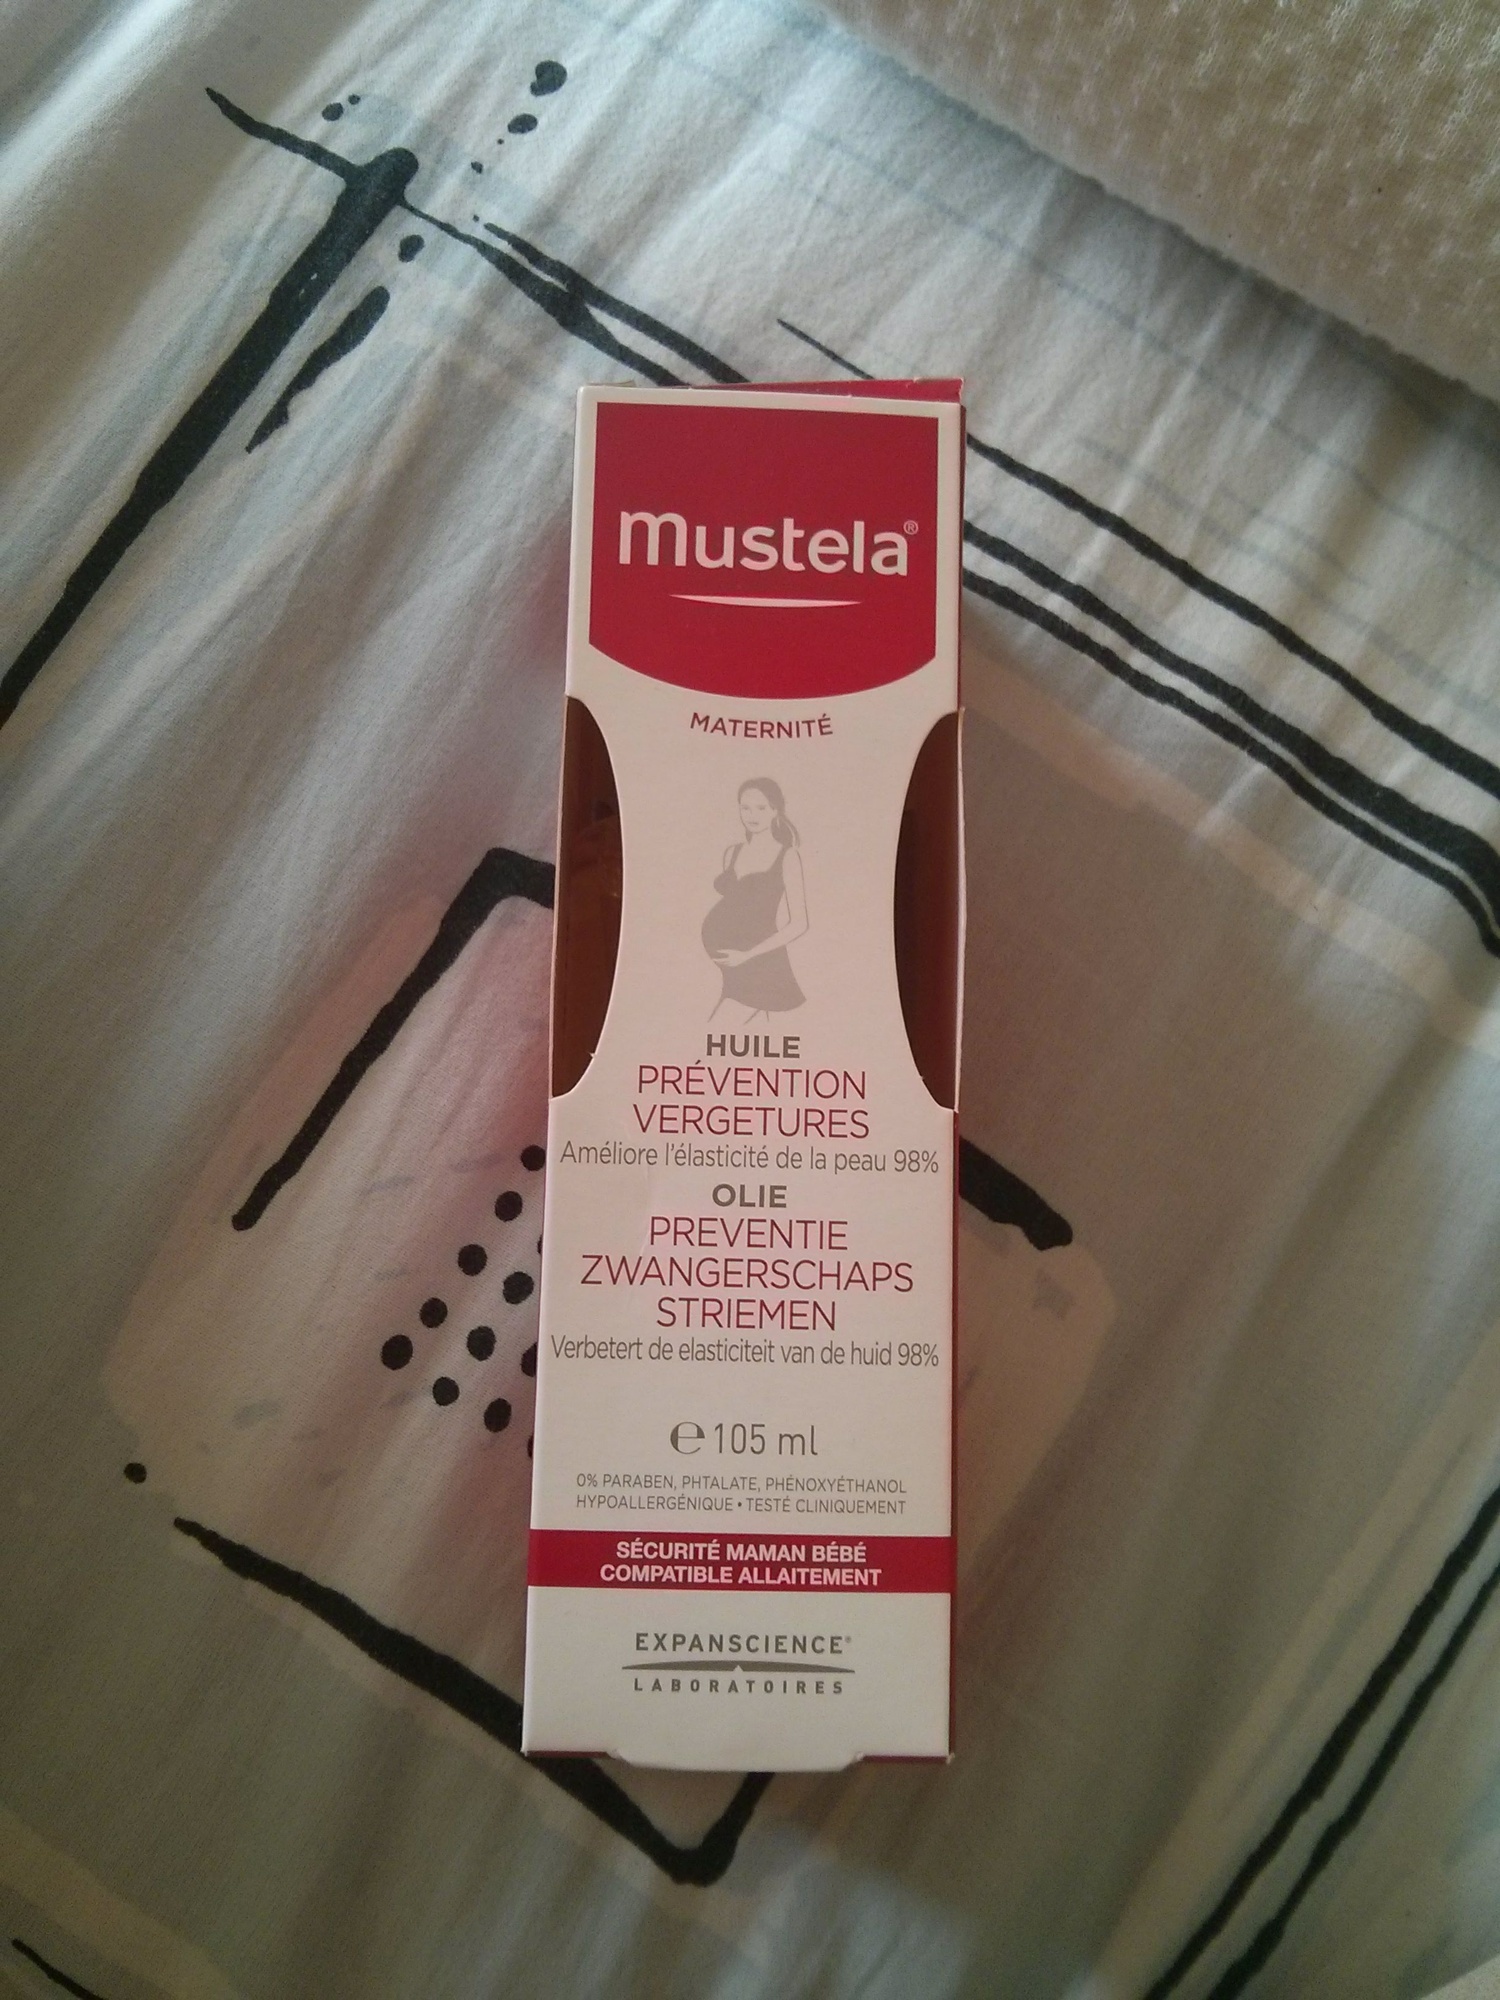 mustela®
MATERNITÉ
HUILE
PRÉVENTION
VERGETURES
Améliore l'élasticité de la peau 98%
OLIE
PREVENTIE
ZWANGERSCHAPS
STRIEMEN
Verbetert de elasticiteit van de huid 98%
℮ 105 ml
0% PARABEN, PHTALATE, PHÉNOXYÉTHANOL
HYPOALLERGÉNIQUE • TESTÉ CLINIQUEMENT
SÉCURITÉ MAMAN BÉBÉ
COMPATIBLE ALLAITEMENT
EXPANSCIENCE®
LABORATOIRES